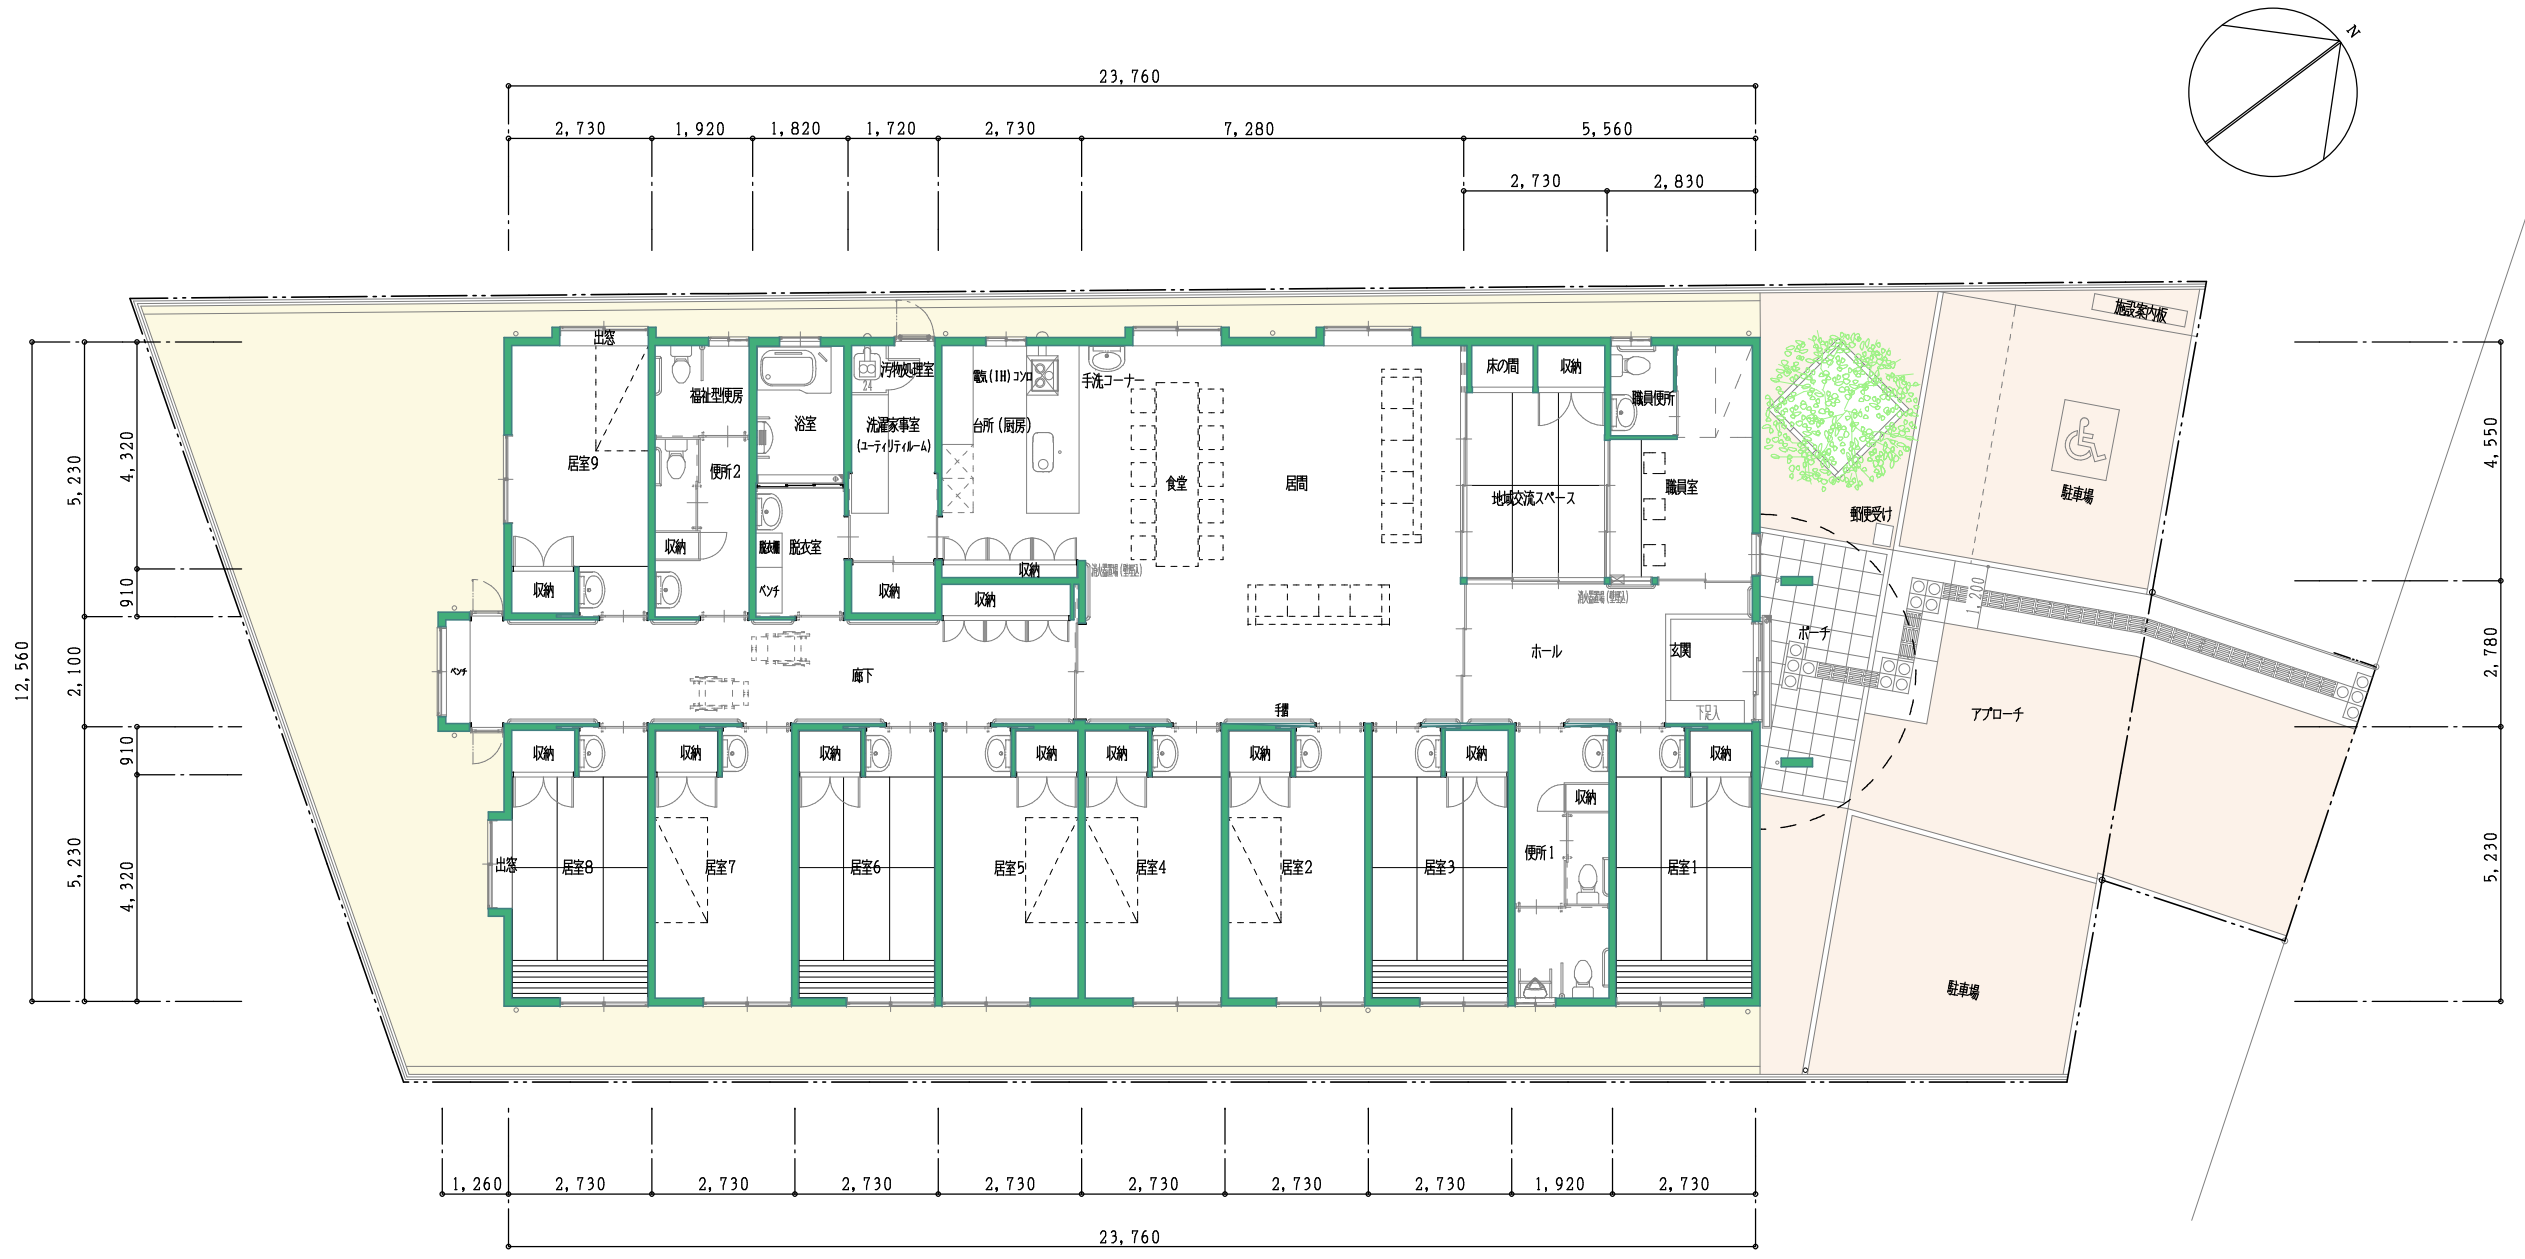 N
23,760
2,730
1,920
1,820
1,720
2,730
7,280
5,560
2,730
2,830
施設案内板
出窓
福祉型便房
浴室
24
汚物処理室
洗濯家事室
(ユーティリティルーム)
電気(IH)コンロ
台所(厨房)
手洗コーナー
床の間
収納
職員便所
居室9
便所2
食堂
居間
地域交流スペース
職員室
駐車場
郵便受け
収納
脱衣室
ベンチ
収納
収納
収納
収納
1,200
ベンチ
廊下
ホール
玄関
ポーチ
アプローチ
手摺
下足入
収納
収納
収納
収納
収納
収納
収納
収納
収納
出窓
居室8
居室7
居室6
居室5
居室4
居室2
居室3
便所1
居室1
駐車場
12,560
5,230
2,100
5,230
4,320
910
910
4,320
4,550
2,780
5,230
1,260
2,730
2,730
2,730
2,730
2,730
2,730
2,730
1,920
2,730
23,760